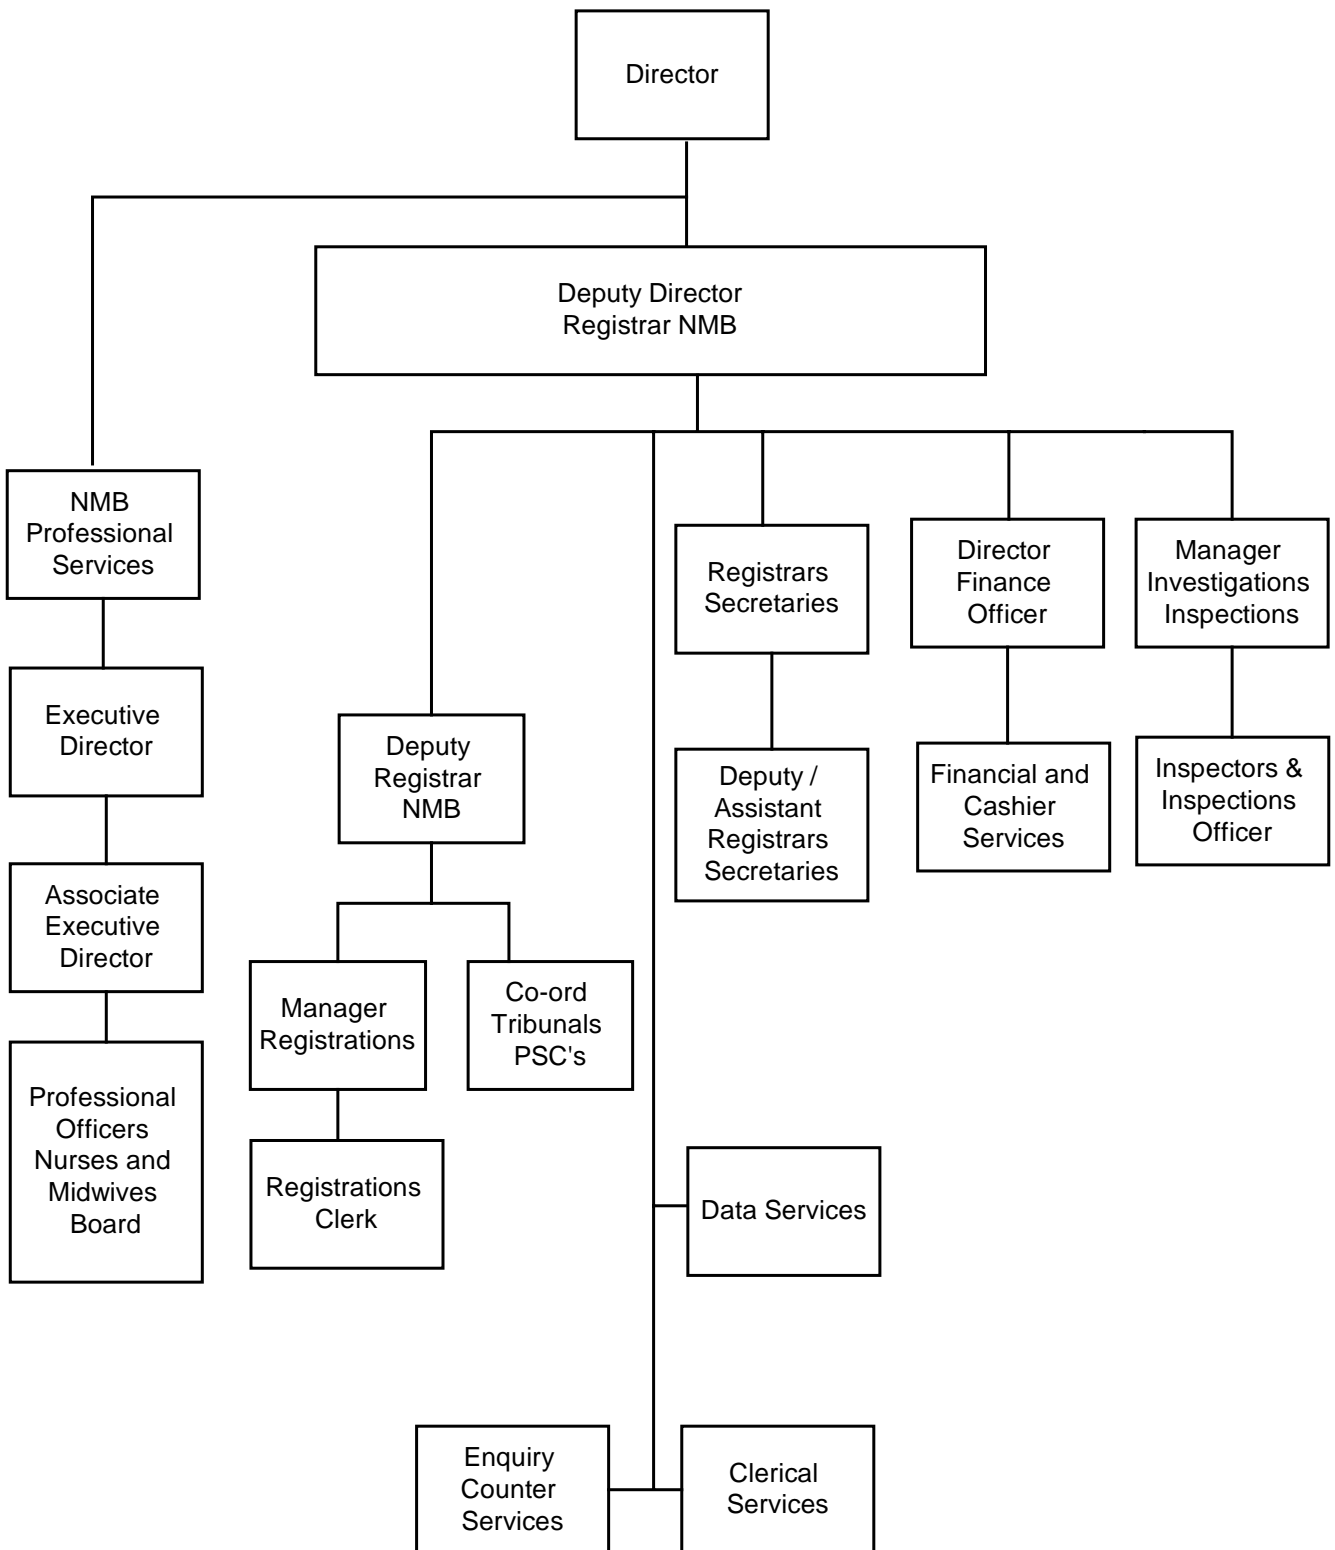 Director
Deputy Director
Registrar NMB
NMB
Professional
Services
Executive
Director
Associate
Executive
Director
Professional
Officers
Nurses and
Midwives
Board
Deputy
Registrar
NMB
Manager
Registrations
Registrations
Clerk
Co-ord
Tribunals
PSC's
Registrars
Secretaries
Deputy /
Assistant
Registrars
Secretaries
Director
Finance
Officer
Financial and
Cashier
Services
Manager
Investigations
Inspections
Inspectors &
Inspections
Officer
Data Services
Enquiry
Counter
Services
Clerical
Services